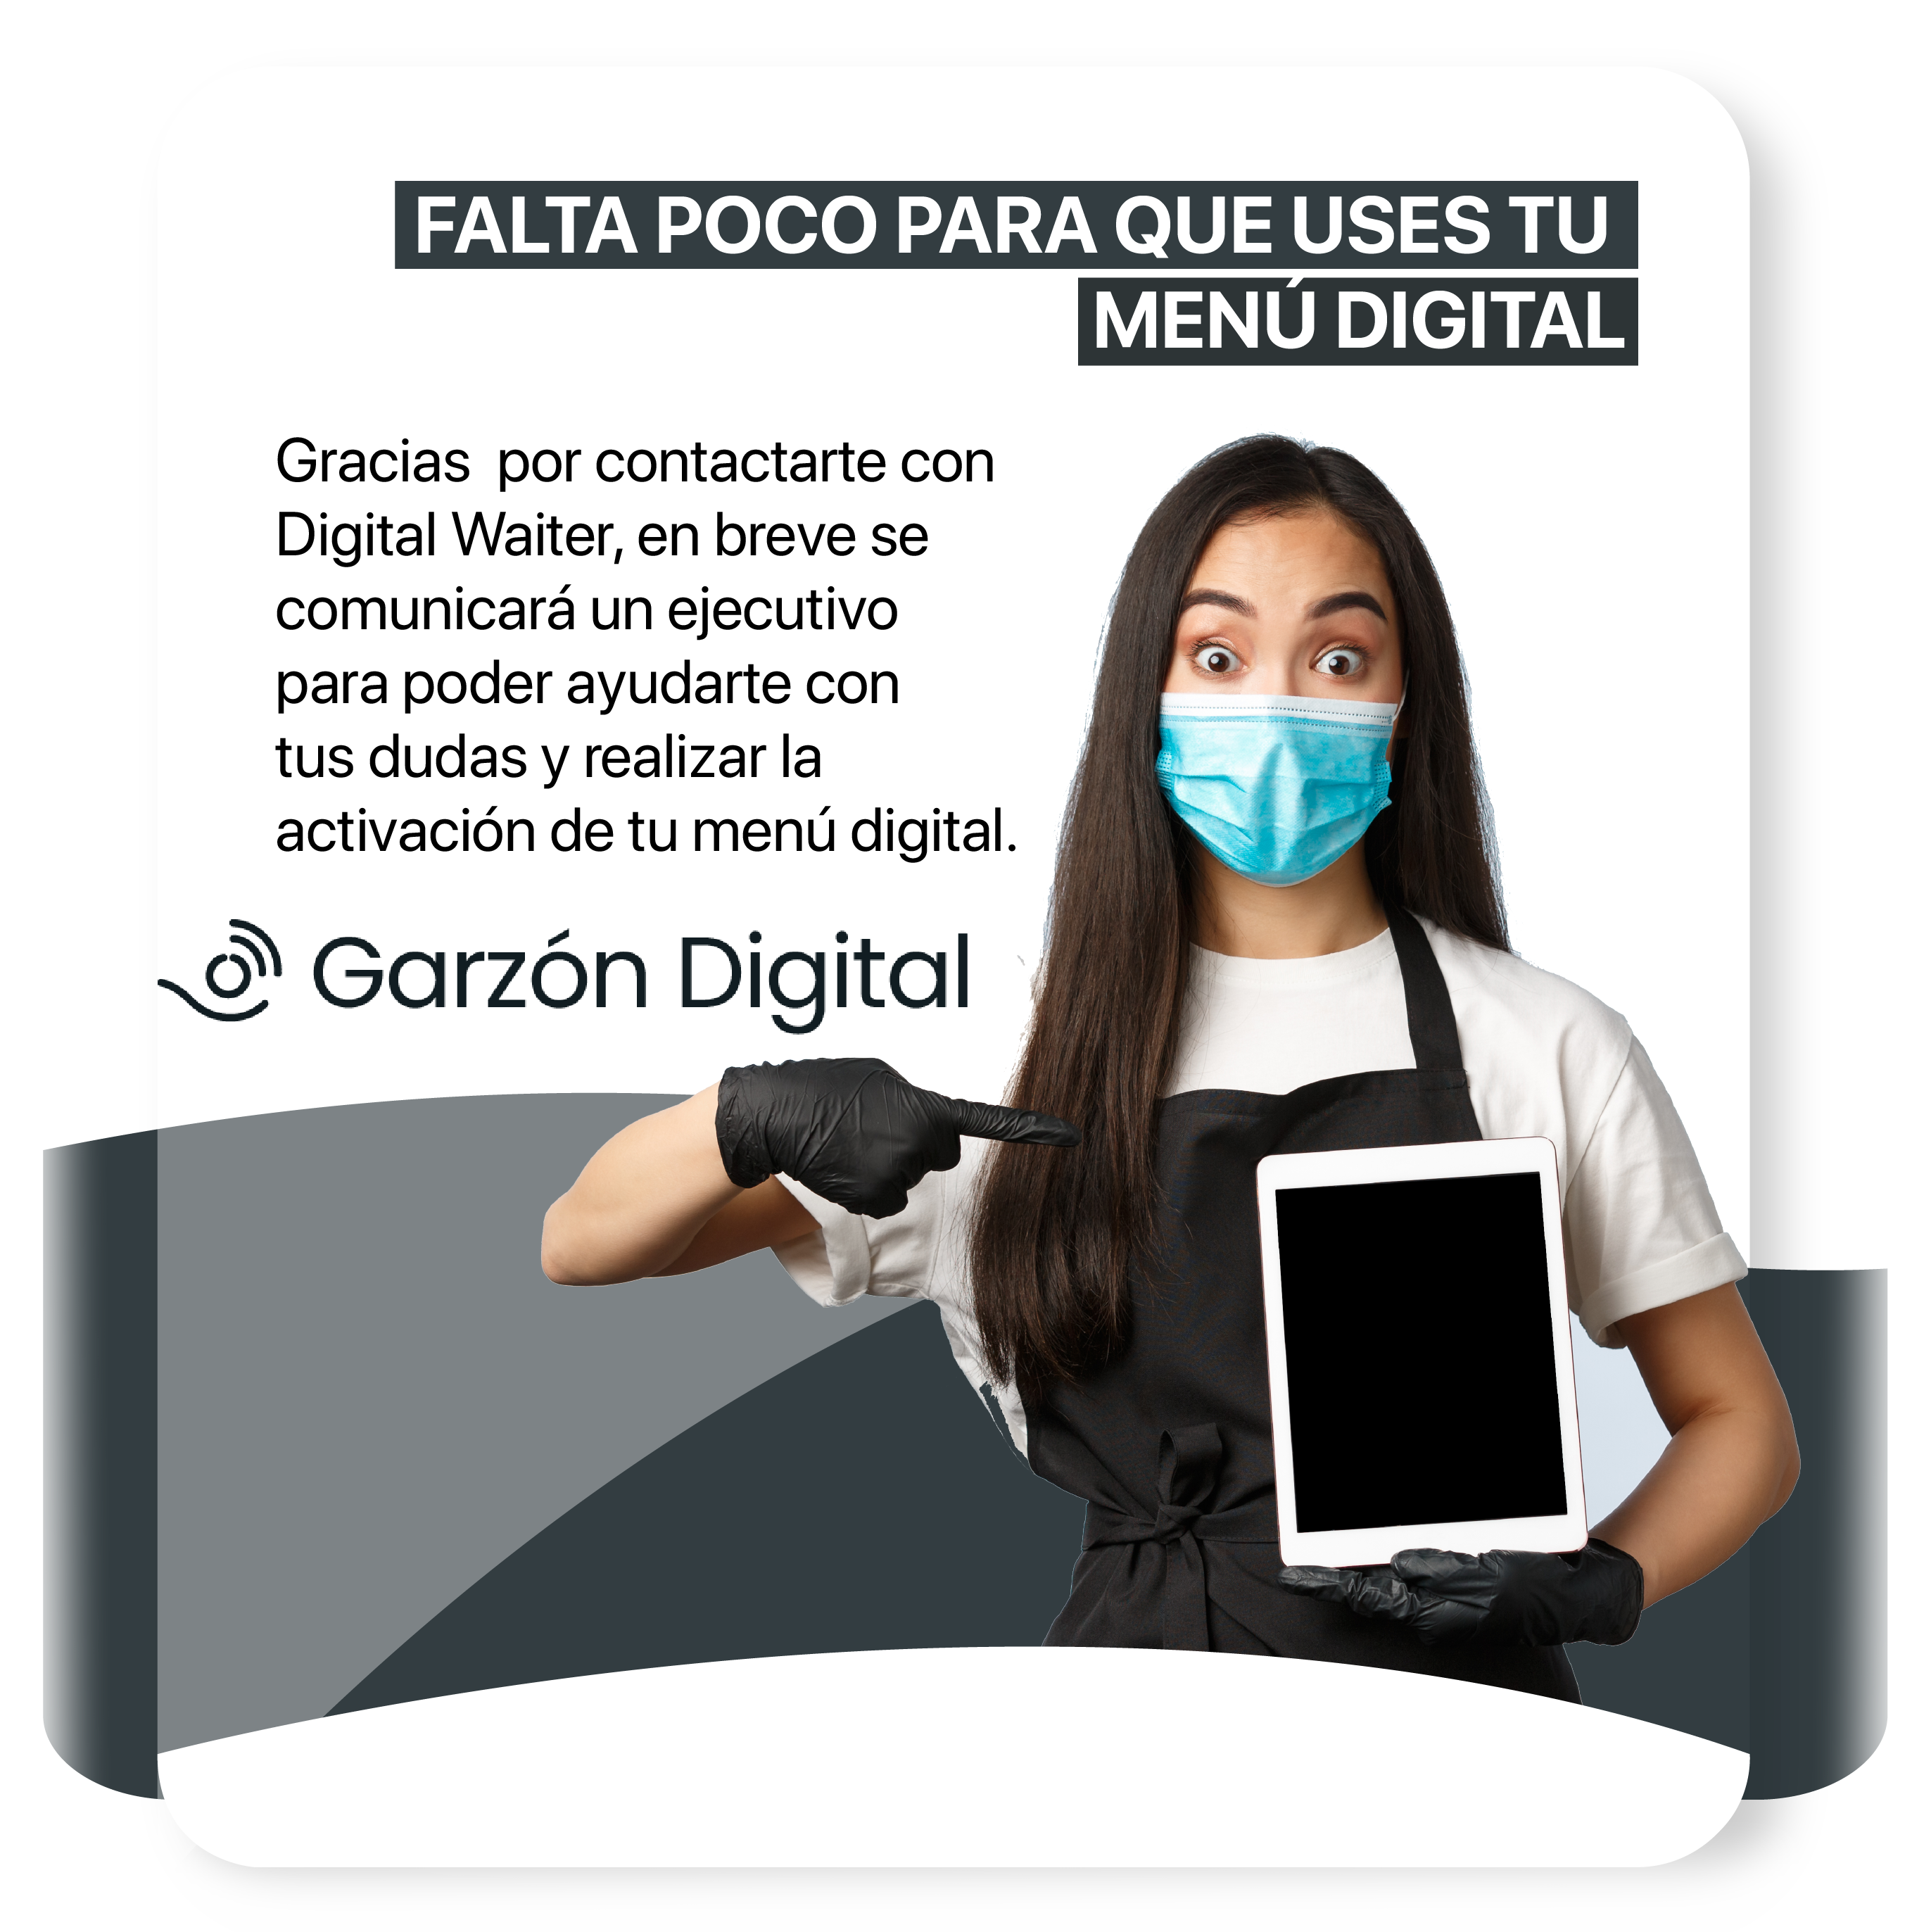 FALTA POCO PARA QUE USES TU
MENÚ DIGITAL
Gracias  por contactarte con
Digital Waiter, en breve se
comunicará un ejecutivo
para poder ayudarte con
tus dudas y realizar la
activación de tu menú digital.
Garzón Digital